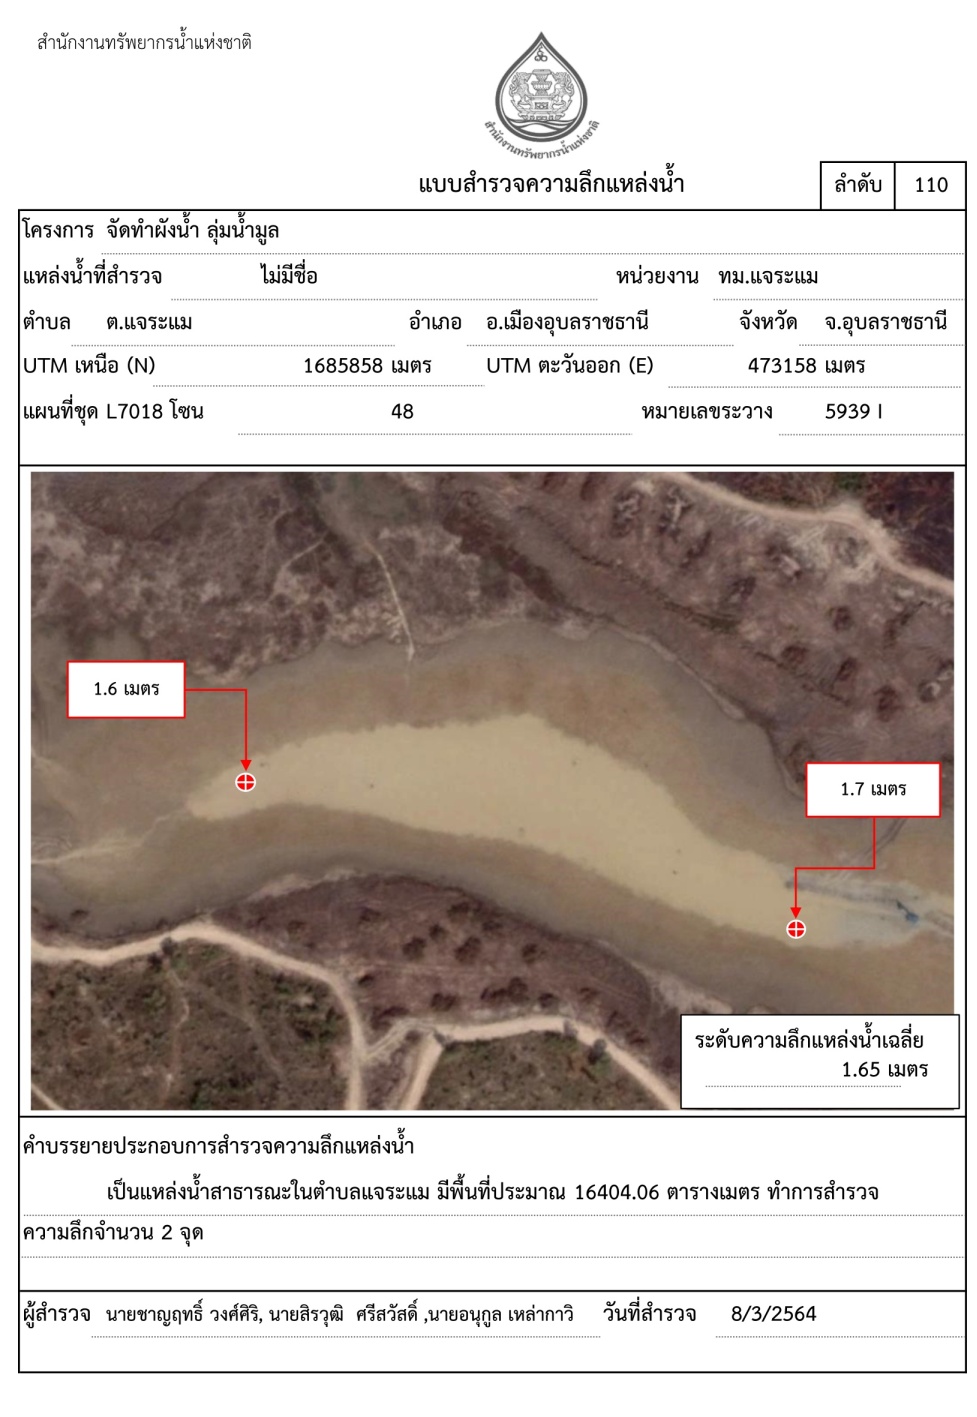 สำนักงานทรัพยากรน้ำแห่งชาติ
สำนักงานทรัพยากรน้ำแห่งชาติ
แบบสำรวจความลึกแหล่งน้ำ
ลำดับ 110
โครงการ จัดทำผังน้ำ ลุ่มน้ำมูล
แหล่งน้ำที่สำรวจ ไม่มีชื่อ หน่วยงาน ทม.แจระแม
ตำบล ต.แจระแม อำเภอ อ.เมืองอุบลราชธานี จังหวัด จ.อุบลราชธานี
UTM เหนือ (N) 1685858 เมตร UTM ตะวันออก (E) 473158 เมตร
แผนที่ชุด L7018 โซน 48 หมายเลขระวาง 5939 I
1.6 เมตร
1.7 เมตร
ระดับความลึกแหล่งน้ำเฉลี่ย
1.65 เมตร
คำบรรยายประกอบการสำรวจความลึกแหล่งน้ำ
เป็นแหล่งน้ำสาธารณะในตำบลแจระแม มีพื้นที่ประมาณ 16404.06 ตารางเมตร ทำการสำรวจ
ความลึกจำนวน 2 จุด
ผู้สำรวจ นายชาญฤทธิ์ วงศ์ศิริ, นายสิรวุฒิ ศรีสวัสดิ์ ,นายอนุกูล เหล่ากาวิ วันที่สำรวจ 8/3/2564